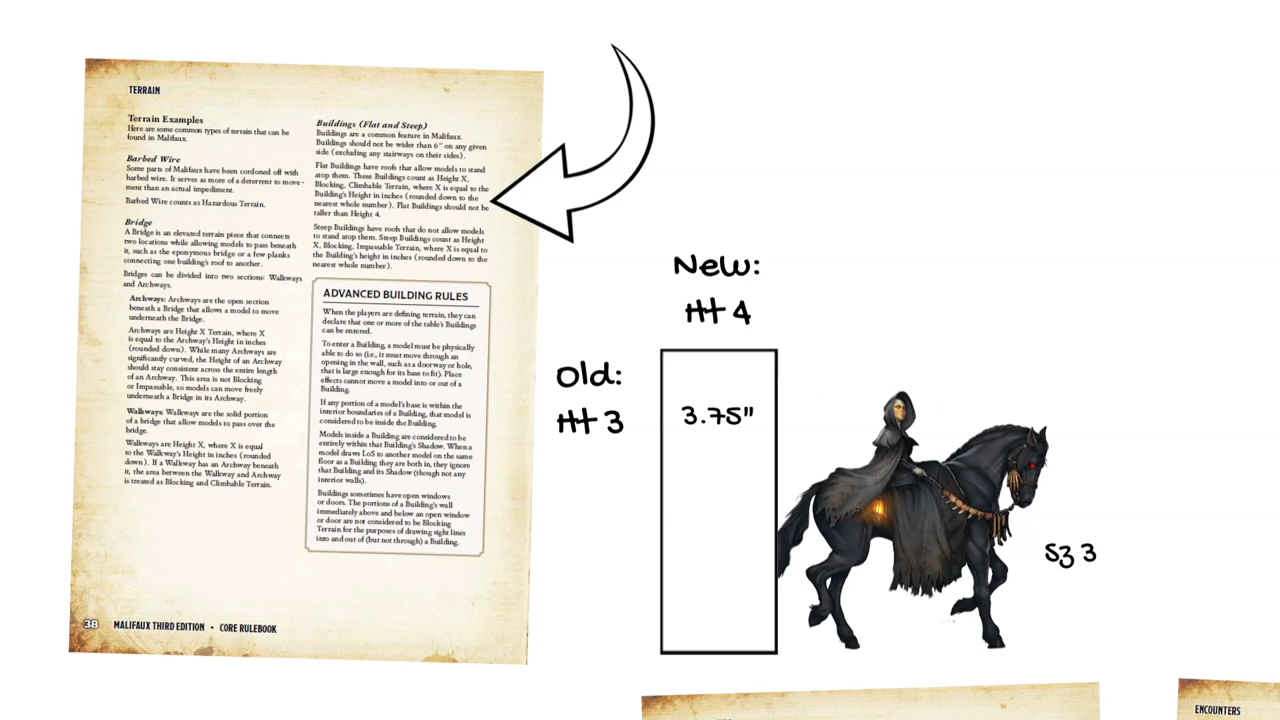 TERRAIN
Terrain Examples
Here are some common types of terrain that can be
found in Malifaux.
Barbed Wire
Some parts of Malifaux have been cordoned off with
barbed wire. It serves as more of a deterrent to move-
ment than an actual impediment.
Barbed Wire counts as Hazardous Terrain.
Bridge
A Bridge is an elevated terrain piece that connects
two locations while allowing models to pass beneath
it, such as the eponymous bridge or a few planks
connecting one building's roof to another.
Bridges can be divided into two sections: Walkways
and Archways.
Archways: Archways are the open section
beneath a Bridge that allows a model to move
underneath the Bridge.
Archways are Height X Terrain, where X
is equal to the Archway's Height in inches
(rounded down). While many Archways are
significantly curved, the Height of an Archway
should stay consistent across the entire length
of an Archway. This area is not Blocking
or Impassable, so models can move freely
underneath a Bridge in its Archway.
Walkways: Walkways are the solid portion
of a bridge that allow models to pass over the
bridge.
Walkways are Height X, where X is equal
to the Walkway's Height in inches (rounded
down). If a Walkway has an Archway beneath
it, the area between the Walkway and Archway
is treated as Blocking and Climbable Terrain.
Buildings (Flat and Steep)
Buildings are a common feature in Malifaux.
Buildings should not be wider than 6" on any given
side (excluding any stairways on their sides).
Flat Buildings have roofs that allow models to stand
atop them. These Buildings count as Height X,
Blocking, Climbable Terrain, where X is equal to the
Building's Height in inches (rounded down to the
nearest whole number). Flat Buildings should not be
taller than Height 4.
Steep Buildings have roofs that do not allow models
to stand atop them. Steep Buildings count as Height
X, Blocking, Impassable Terrain, where X is equal to
the Building's height in inches (rounded down to the
nearest whole number).
ADVANCED BUILDING RULES
When the players are defining terrain, they can
declare that one or more of the table's Buildings
can be entered.
To enter a Building, a model must be physically
able to do so (i.e., it must move through an
opening in the wall, such as a doorway or hole,
that is large enough for its base to fit). Place
effects cannot move a model into or out of a
Building.
If any portion of a model's base is within the
interior boundaries of a Building, that model is
considered to be inside the Building.
Models inside a Building are considered to be
entirely within that Building's Shadow. When a
model draws LoS to another model on the same
floor as a Building they are both in, they ignore
that Building and its Shadow (though not any
interior walls).
Buildings sometimes have open windows
or doors. The portions of a Building's wall
immediately above and below an open window
or door are not considered to be Blocking
Terrain for the purposes of drawing sight lines
into and out of (but not through) a Building.
38 MALIFAUX THIRD EDITION • CORE RULEBOOK
New:
Ht 4
Old:
Ht 3
3.75"
Sz 3
ENCOUNTERS